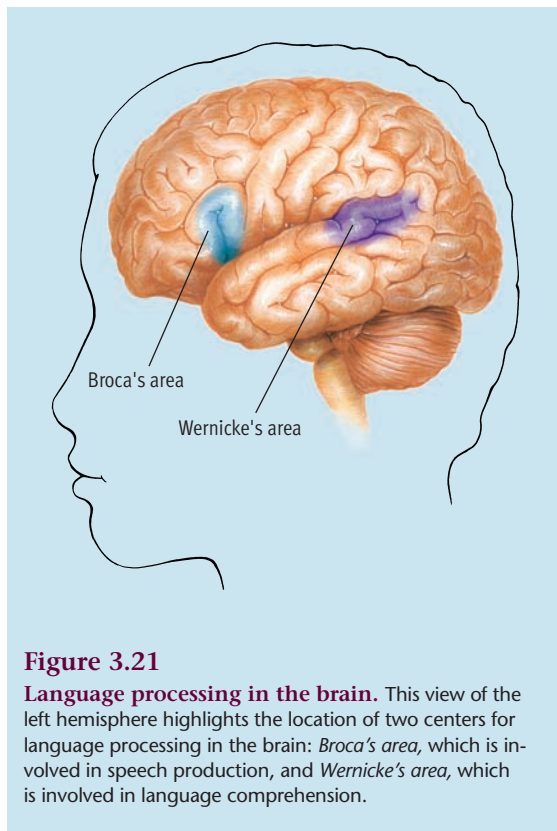 Broca's area
Wernicke's area
Figure 3.21
Language processing in the brain. This view of the
left hemisphere highlights the location of two centers for
language processing in the brain: Broca's area, which is in-
volved in speech production, and Wernicke's area, which
is involved in language comprehension.